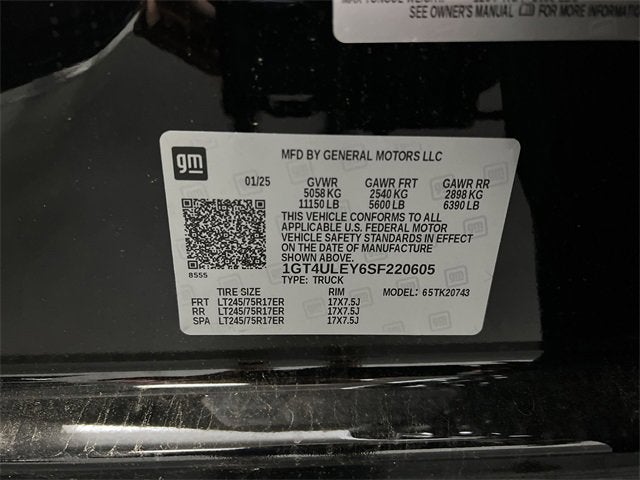 SEE OWNER'S MANUAL FOR MORE INFORMATION
gm
MFD BY GENERAL MOTORS LLC
01/25 GVWR GAWR FRT GAWR RR
5058 KG 2540 KG 2898 KG
11150 LB 5600 LB 6390 LB
THIS VEHICLE CONFORMS TO ALL
APPLICABLE U.S. FEDERAL MOTOR
VEHICLE SAFETY STANDARDS IN EFFECT
ON THE DATE OF MANUFACTURE
SHOWN ABOVE.
8555
1GT4ULEY6SF220605
TYPE: TRUCK
TIRE SIZE RIM MODEL: 65TK20743
FRT LT245/75R17ER 17X7.5J
RR LT245/75R17ER 17X7.5J
SPA LT245/75R17ER 17X7.5J